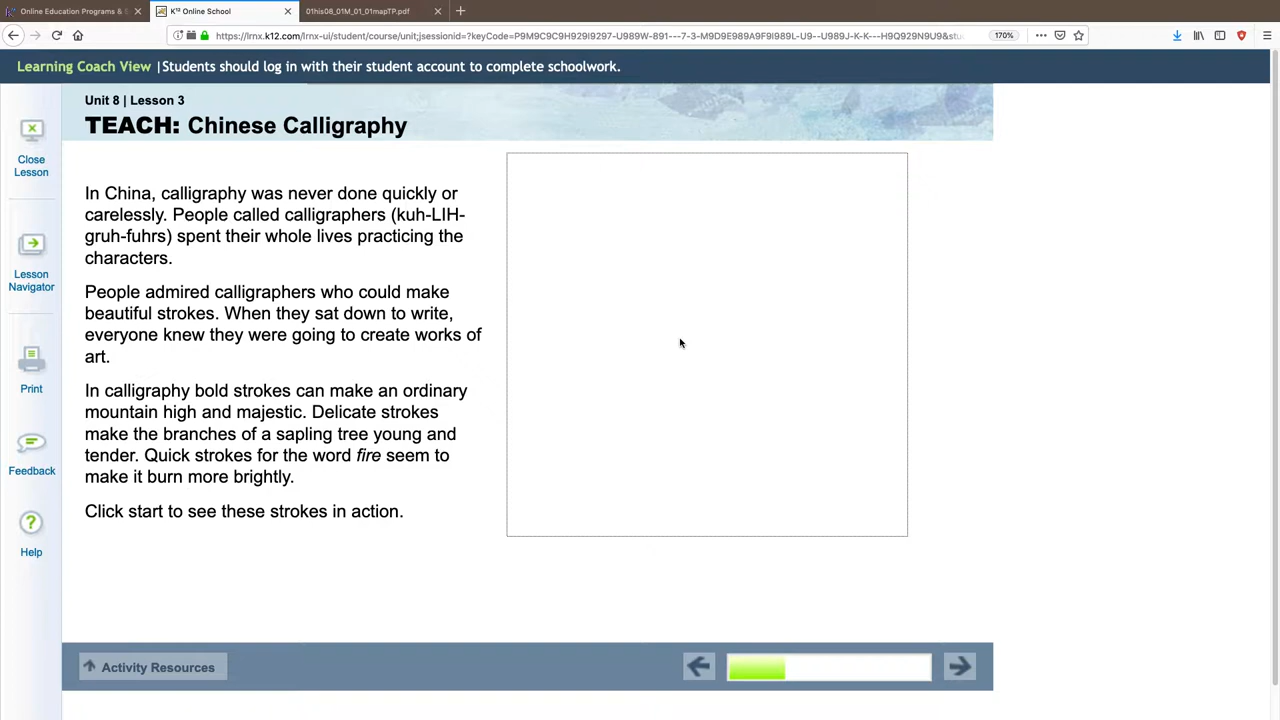 Online Education Programs & S
K¹² Online School
01his08_01M_01_01mapTP.pdf
170%
Learning Coach View |Students should log in with their student account to complete schoolwork.
Unit 8 | Lesson 3
TEACH: Chinese Calligraphy
Close
Lesson
Lesson
Navigator
Print
Feedback
Help
In China, calligraphy was never done quickly or
carelessly. People called calligraphers (kuh-LIH-
gruh-fuhrs) spent their whole lives practicing the
characters.
People admired calligraphers who could make
beautiful strokes. When they sat down to write,
everyone knew they were going to create works of
art.
In calligraphy bold strokes can make an ordinary
mountain high and majestic. Delicate strokes
make the branches of a sapling tree young and
tender. Quick strokes for the word fire seem to
make it burn more brightly.
Click start to see these strokes in action.
Activity Resources